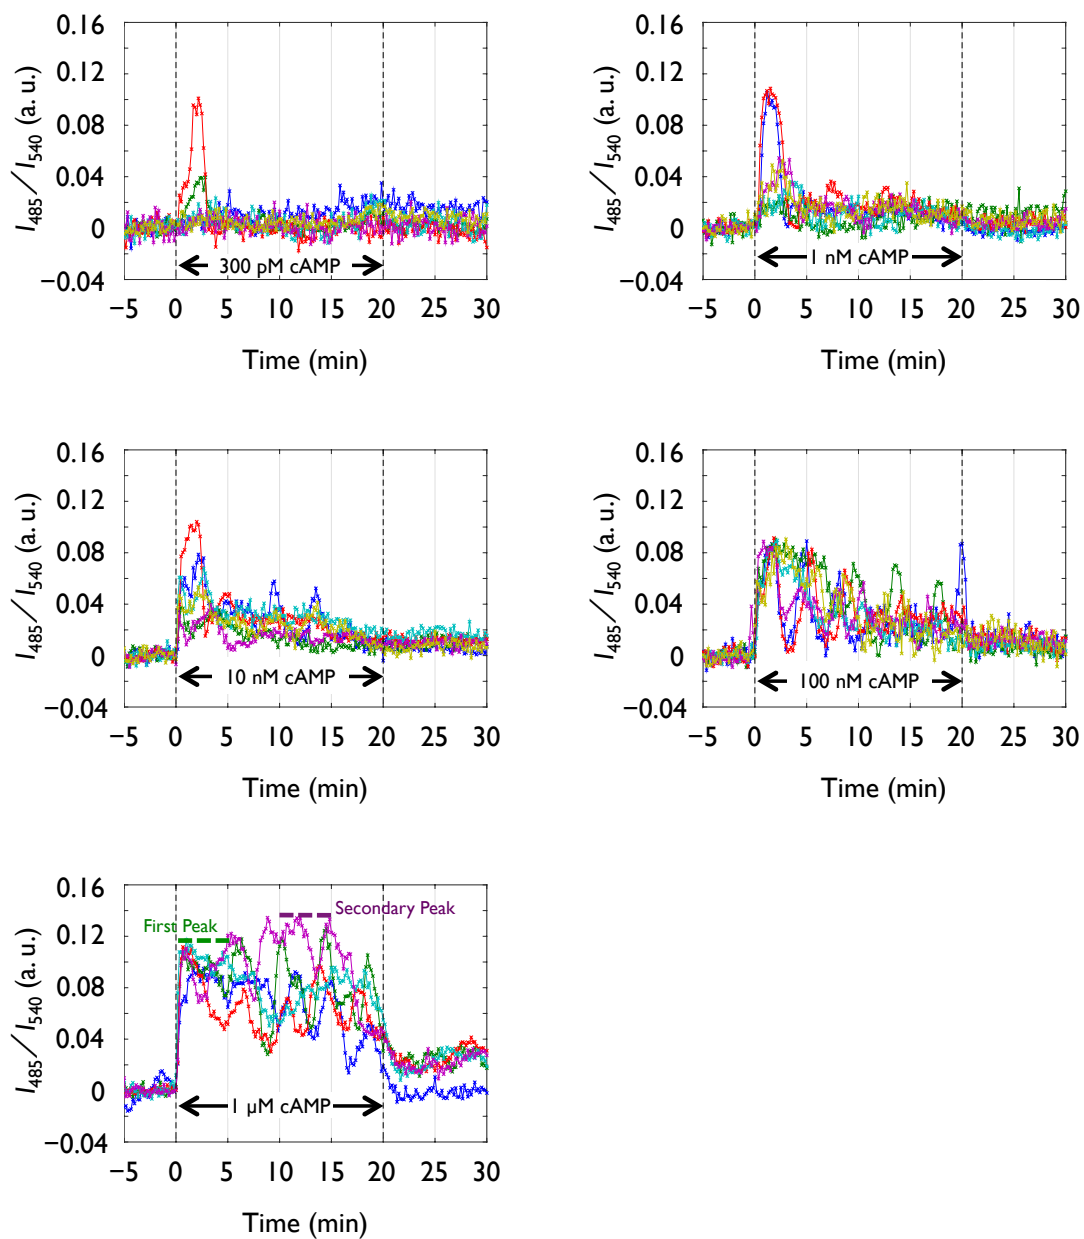 0.16
0.12
0.08
0.04
0
−0.04
I485/I540 (a. u.)
300 pM cAMP
−5 0 5 10 15 20 25 30
Time (min)
0.16
0.12
0.08
0.04
0
−0.04
I485/I540 (a. u.)
1 nM cAMP
−5 0 5 10 15 20 25 30
Time (min)
0.16
0.12
0.08
0.04
0
−0.04
I485/I540 (a. u.)
10 nM cAMP
−5 0 5 10 15 20 25 30
Time (min)
0.16
0.12
0.08
0.04
0
−0.04
I485/I540 (a. u.)
100 nM cAMP
−5 0 5 10 15 20 25 30
Time (min)
0.16
0.12
0.08
0.04
0
−0.04
I485/I540 (a. u.)
Secondary Peak
First Peak
1 μM cAMP
−5 0 5 10 15 20 25 30
Time (min)